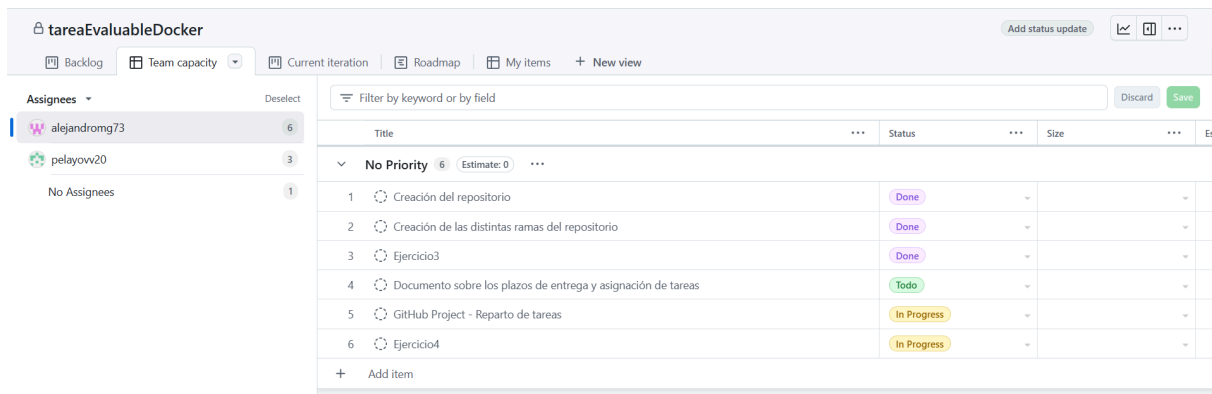 tareaEvaluableDocker
Add status update
Backlog
Team capacity
Current iteration
Roadmap
My items
+ New view
Assignees
Deselect
alejandromg73 6
pelayovv20 3
No Assignees 1
Filter by keyword or by field
Discard
Save
Title ... Status ... Size ... Es
No Priority 6 Estimate: 0 ...
1 Creación del repositorio Done
2 Creación de las distintas ramas del repositorio Done
3 Ejercicio3 Done
4 Documento sobre los plazos de entrega y asignación de tareas Todo
5 GitHub Project - Reparto de tareas In Progress
6 Ejercicio4 In Progress
+ Add item